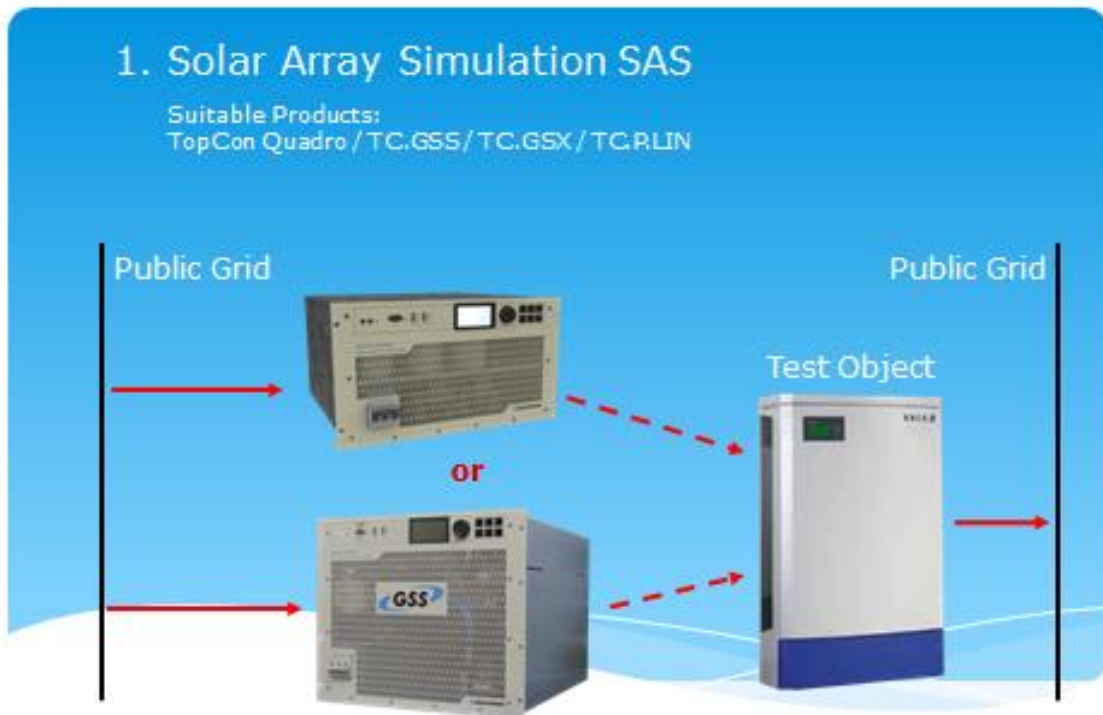 1. Solar Array Simulation SAS
Suitable Products:
TopCon Quadro / TC.GSS / TC.GSX / TC.P.LIN
Public Grid
Public Grid
Test Object
or
GSS